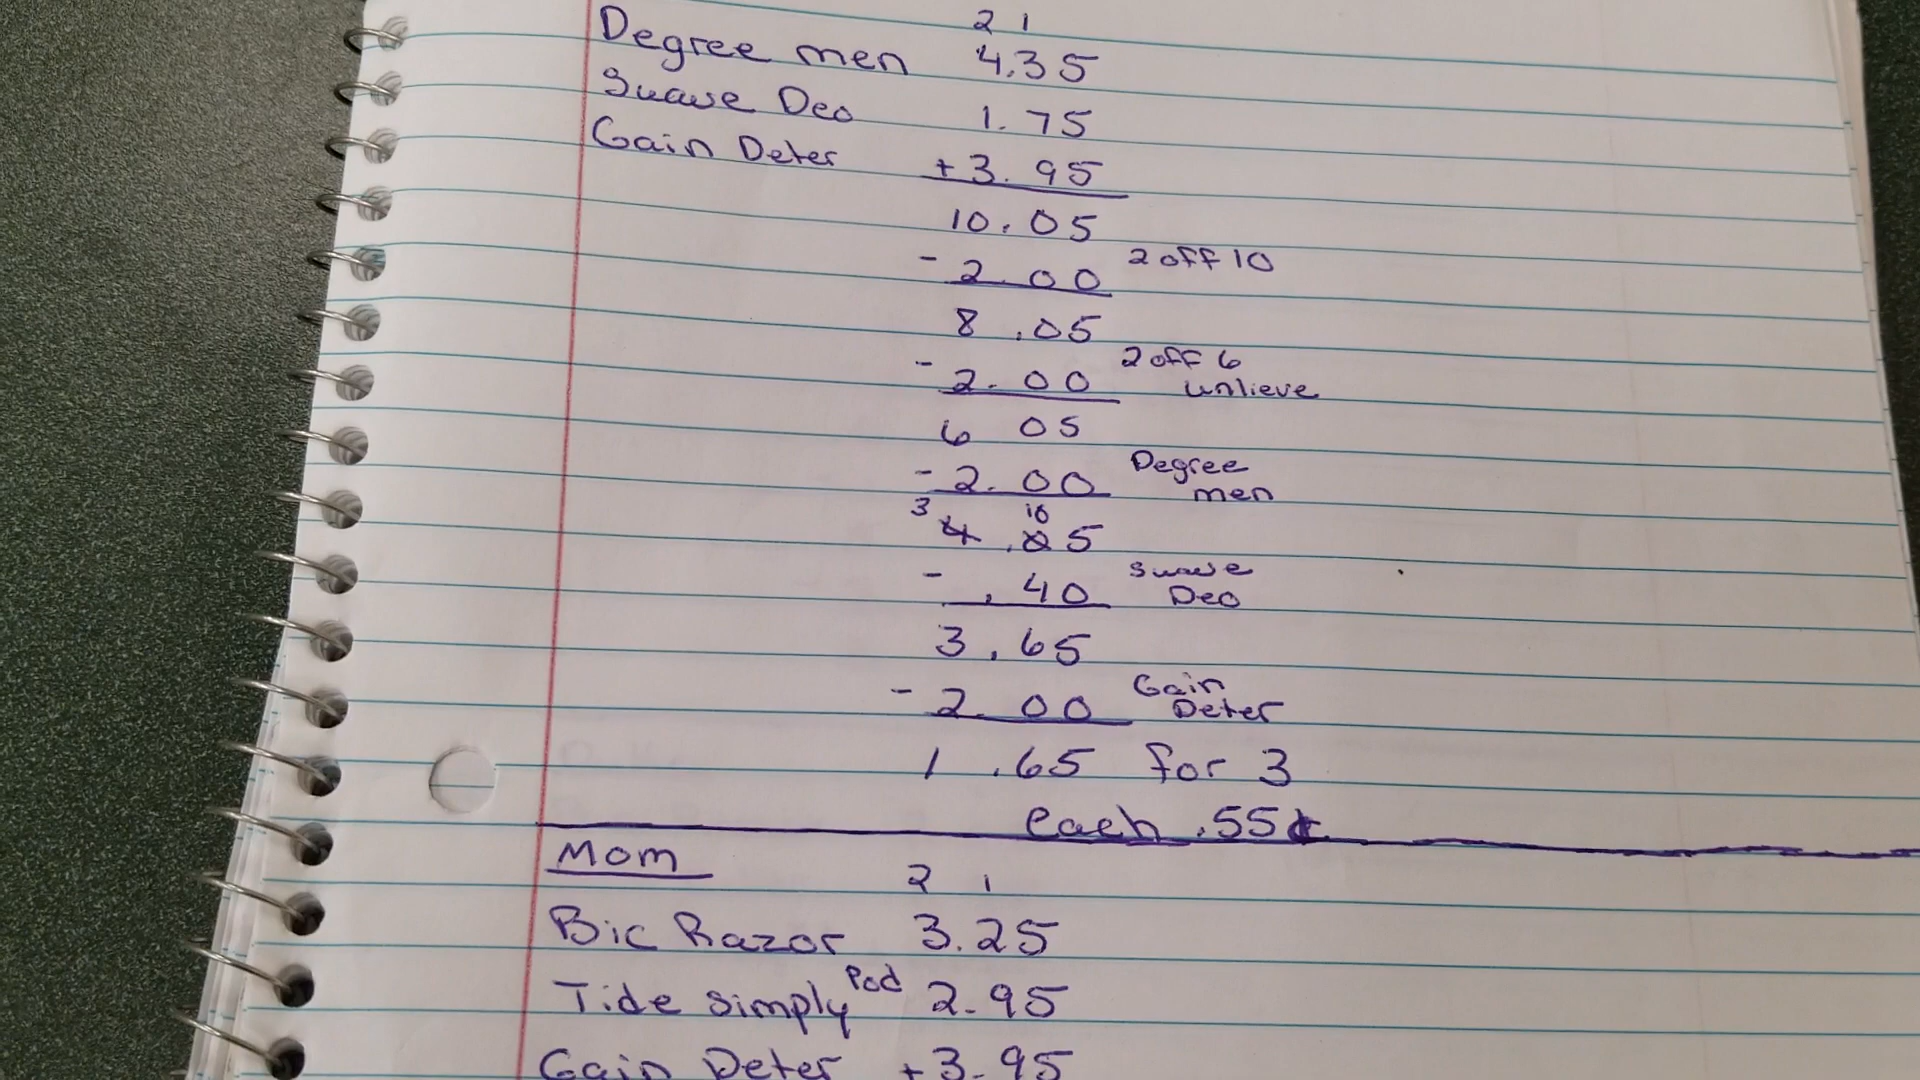 2 1
Degree men 4.35
Suave Deo 1.75
Gain Deter +3.95
10.05
- 2.00 2 off 10
8.05
- 2.00 2 off 6
unlieve
6 05
- 2.00 Degree
men
3 10
4.05
- .40 Suave
Deo
3.65
- 2.00 Gain
Deter
1.65 for 3
each .55¢
Mom
2 1
Bic Razor 3.25
Tide simply Pod 2.95
Gain Deter +3.95